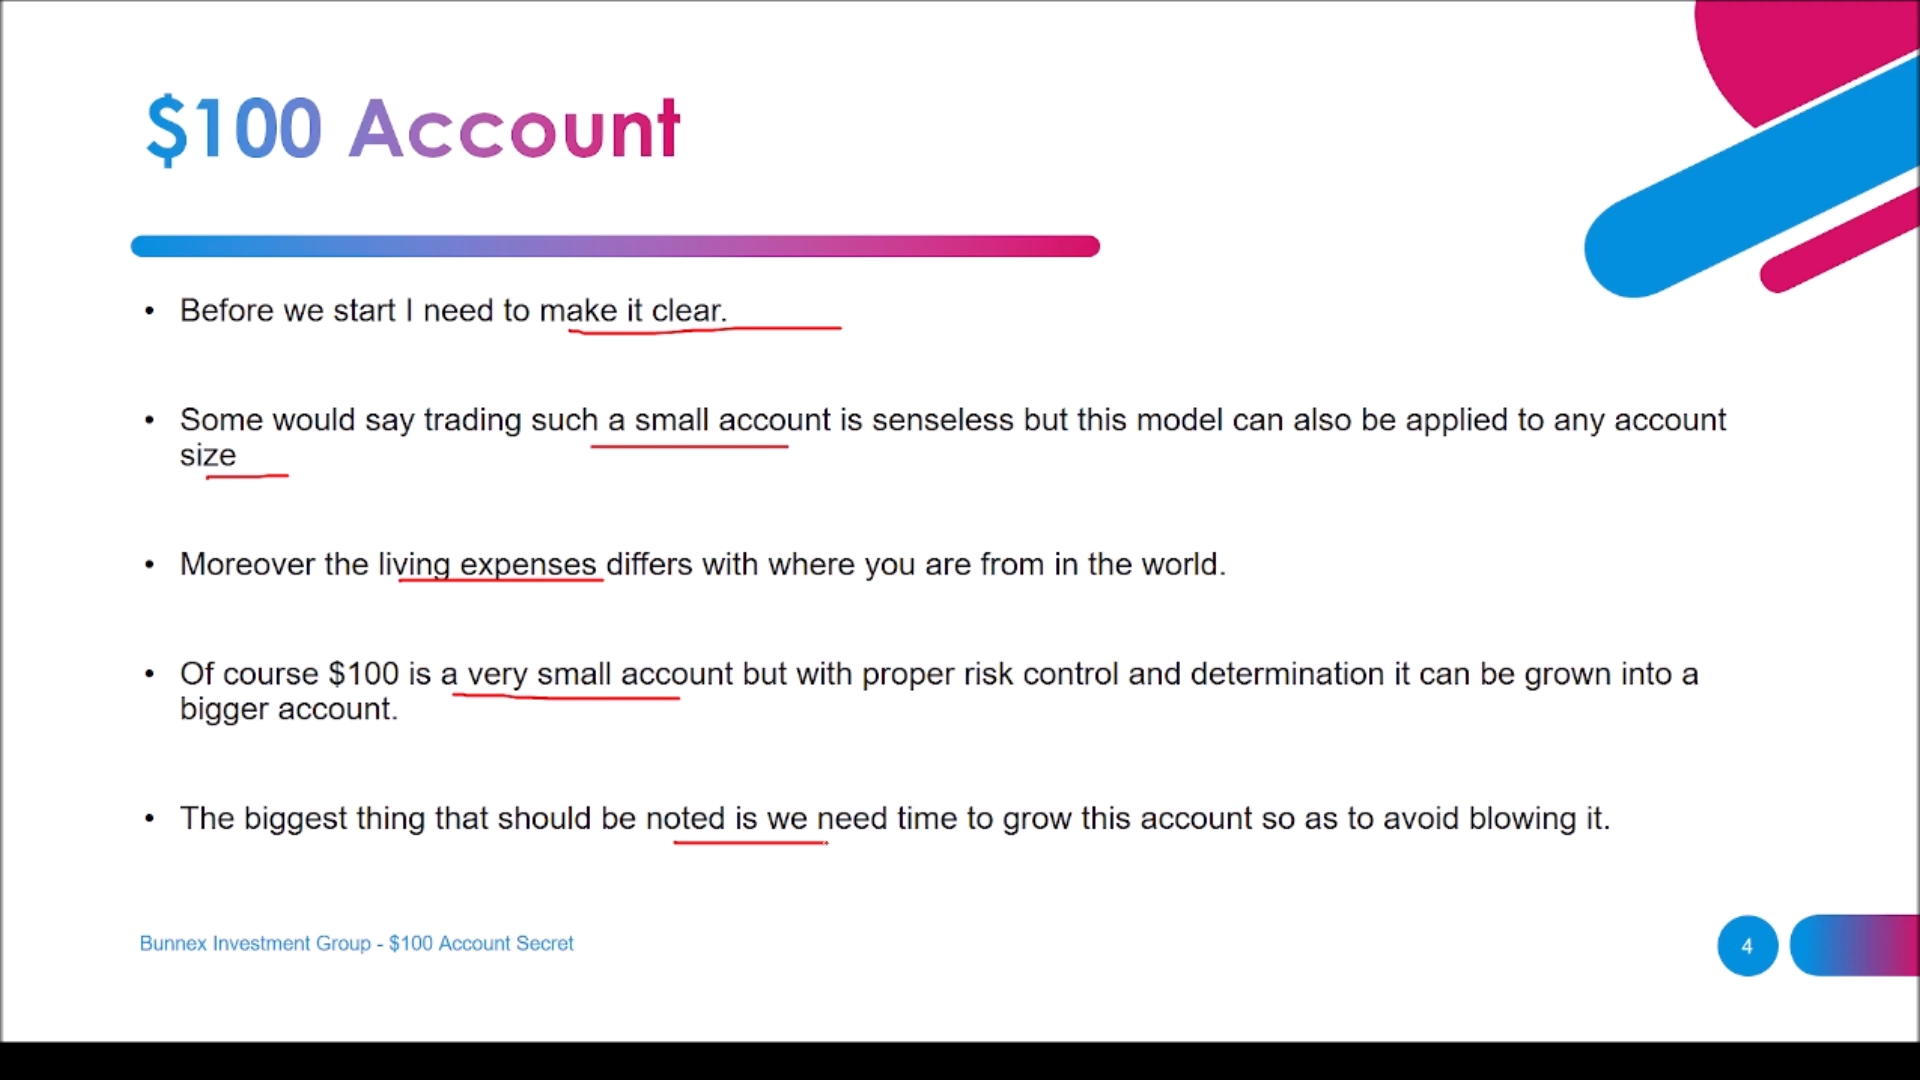 $100 Account
• Before we start I need to make it clear.
• Some would say trading such a small account is senseless but this model can also be applied to any account
size
• Moreover the living expenses differs with where you are from in the world.
• Of course $100 is a very small account but with proper risk control and determination it can be grown into a
bigger account.
• The biggest thing that should be noted is we need time to grow this account so as to avoid blowing it.
Bunnex Investment Group - $100 Account Secret
4